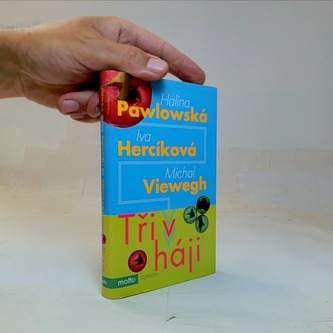 Halina
Pawlowská
Iva
Hercíková
Michal
Viewegh
Tři v
háji
motto